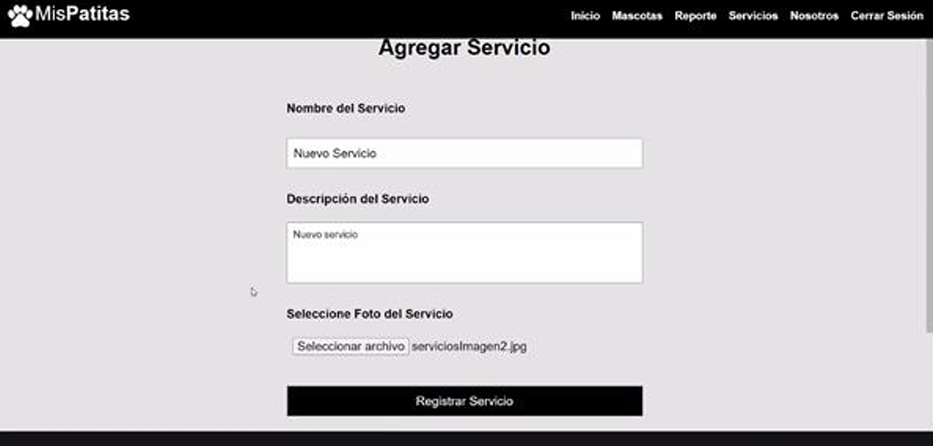 MisPatitas
Inicio Mascotas Reporte Servicios Nosotros Cerrar Sesión
Agregar Servicio
Nombre del Servicio
Nuevo Servicio
Descripción del Servicio
Nuevo servicio
Seleccione Foto del Servicio
Seleccionar archivo serviciosImagen2.jpg
Registrar Servicio